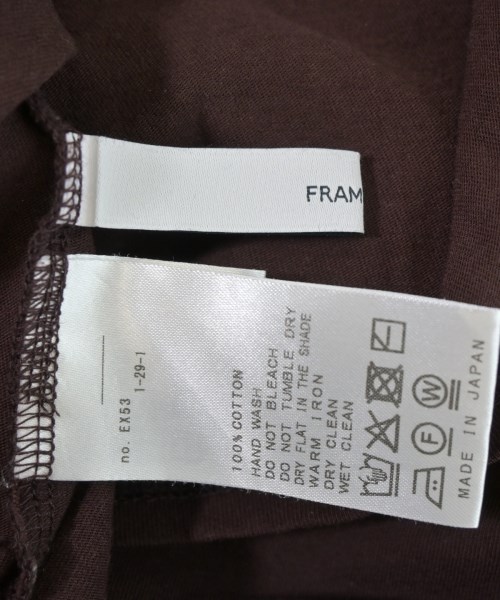 FRAM
no. EX53 1-29-1
100% COTTON
HAND WASH
DO NOT BLEACH
DO NOT TUMBLE DRY
DRY FLAT IN THE SHADE
WARM IRON
DRY CLEAN
WET CLEAN
F
W
MADE IN JAPAN